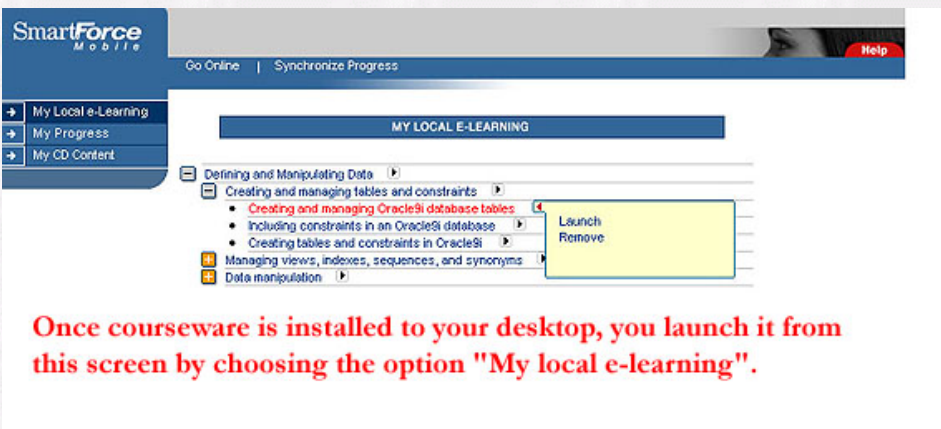 SmartForce
Mobile
Help
Go Online | Synchronize Progress
My Local e-Learning
My Progress
My CD Content
MY LOCAL E-LEARNING
Defining and Manipulating Data
Creating and managing tables and constraints
Creating and managing Oracle9i database tables
Launch
Including constraints in an Oracle9i database
Remove
Creating tables and constraints in Oracle9i
Managing views, indexes, sequences, and synonyms
Data manipulation
Once courseware is installed to your desktop, you launch it from
this screen by choosing the option "My local e-learning".